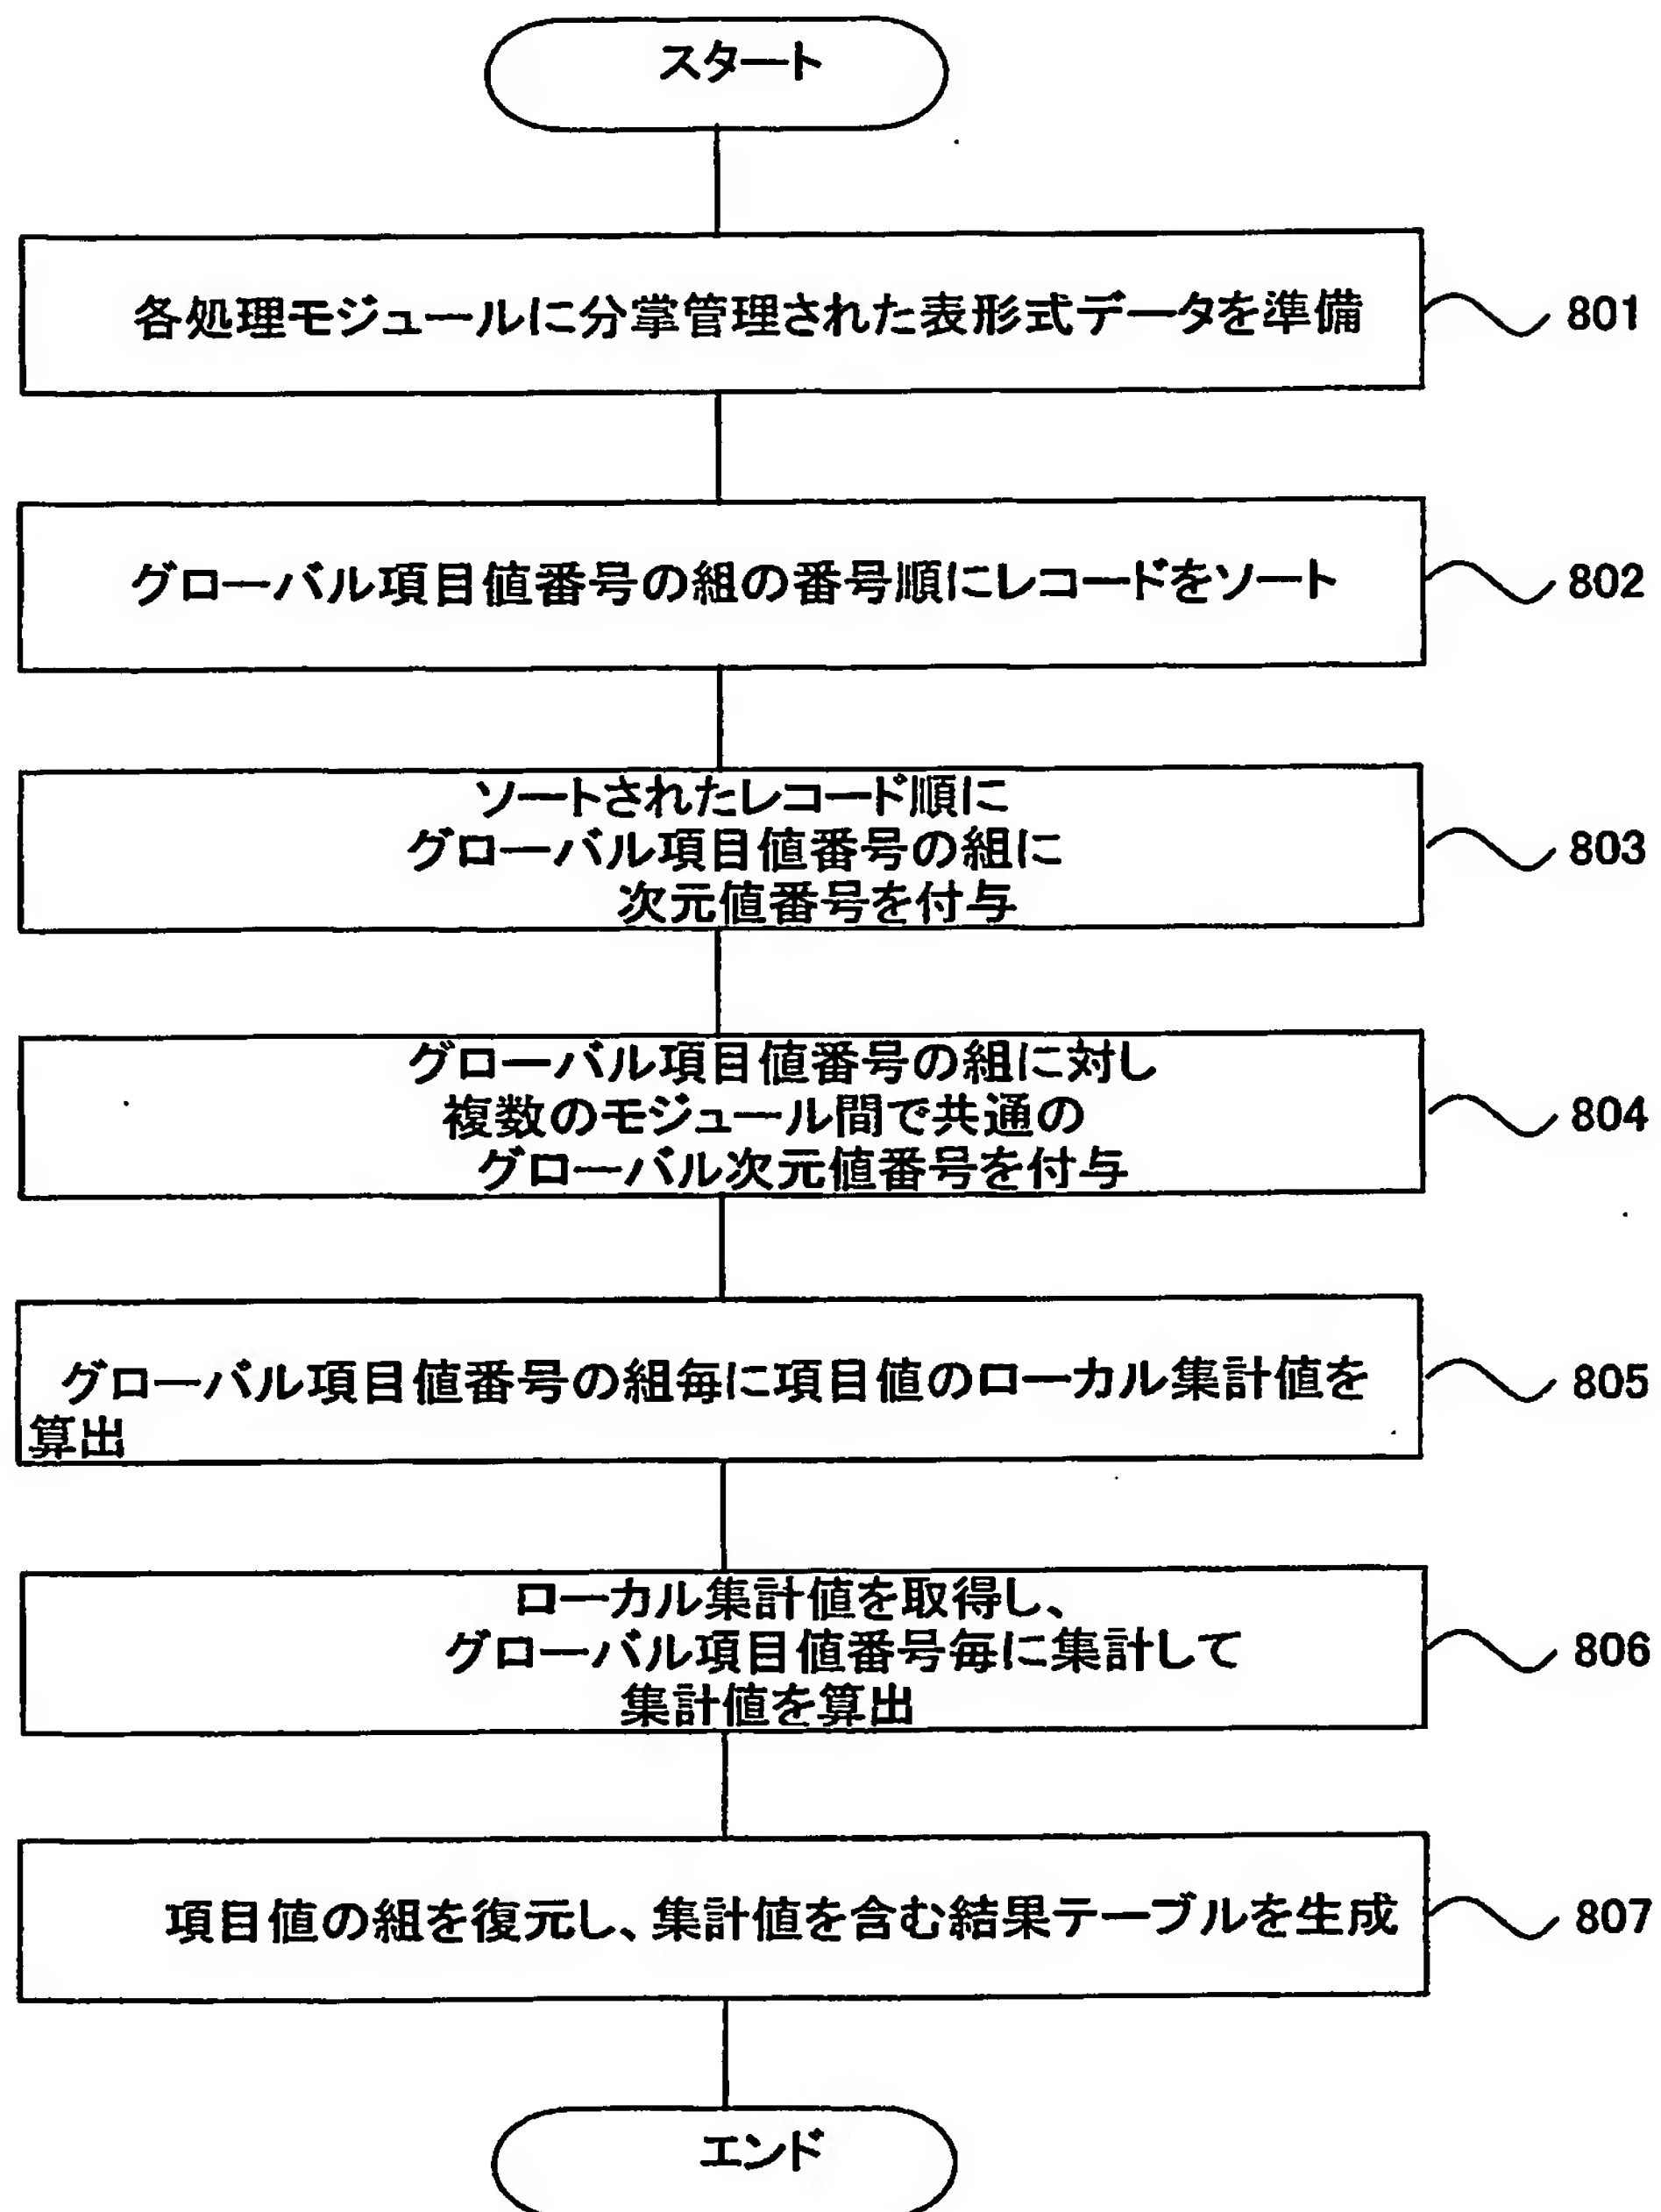 スタート
各処理モジュールに分掌管理された表形式データを準備
801
グローバル項目値番号の組の番号順にレコードをソート
802
ソートされたレコード順に
グローバル項目値番号の組に
次元値番号を付与
803
グローバル項目値番号の組に対し
複数のモジュール間で共通の
グローバル次元値番号を付与
804
グローバル項目値番号の組毎に項目値のローカル集計値を
算出
805
ローカル集計値を取得し、
グローバル項目値番号毎に集計して
集計値を算出
806
項目値の組を復元し、集計値を含む結果テーブルを生成
807
エンド